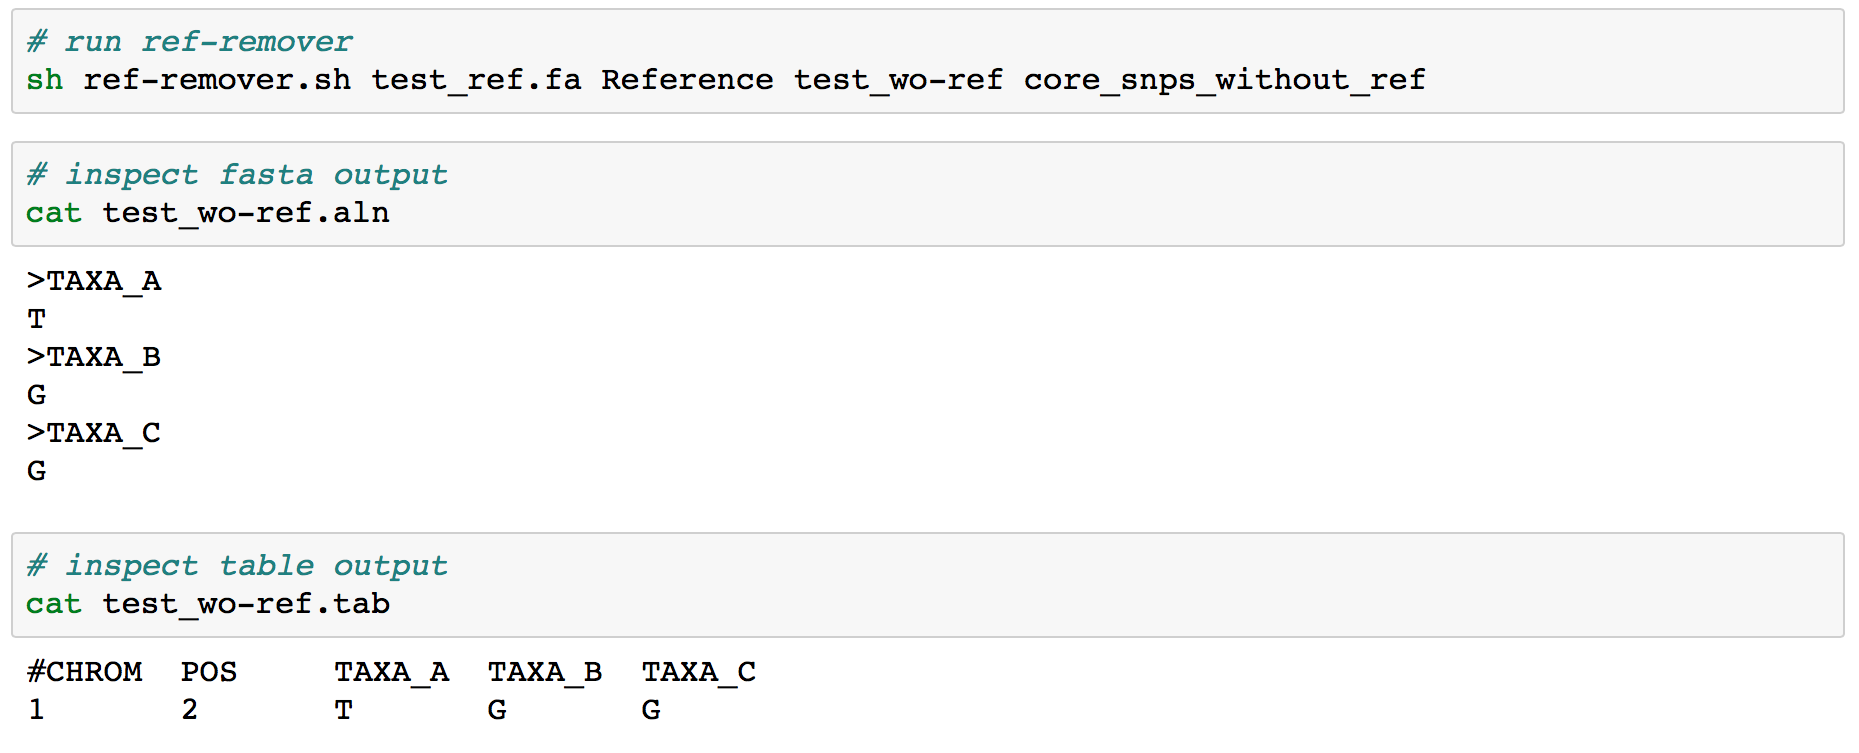 # run ref-remover
sh ref-remover.sh test_ref.fa Reference test_wo-ref core_snps_without_ref
# inspect fasta output
cat test_wo-ref.aln
>TAXA_A
T
>TAXA_B
G
>TAXA_C
G
# inspect table output
cat test_wo-ref.tab
#CHROM POS TAXA_A TAXA_B TAXA_C
1 2 T G G